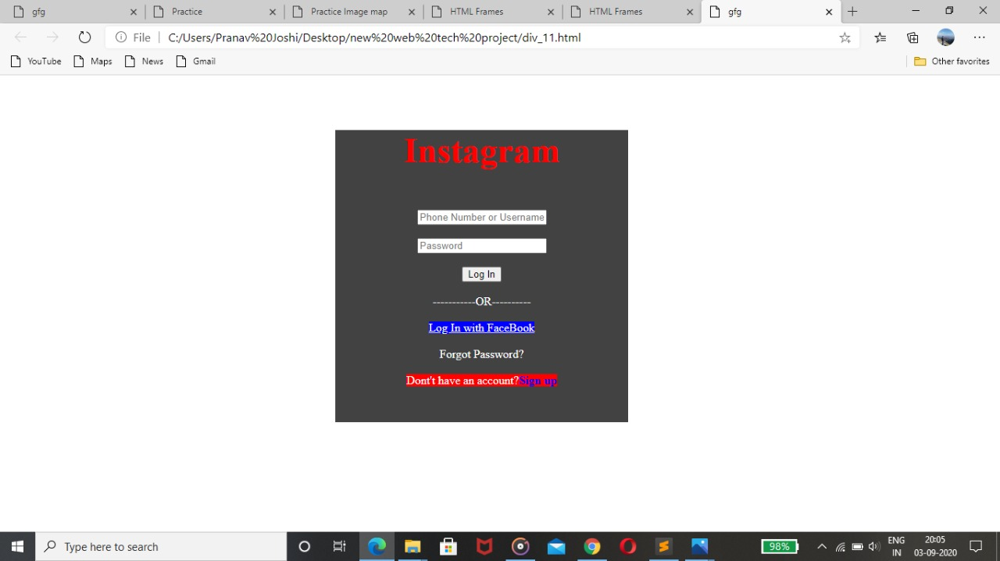 gfg
Practice
Practice Image map
HTML Frames
HTML Frames
gfg
File
C:/Users/Pranav%20Joshi/Desktop/new%20web%20tech%20project/div_11.html
YouTube
Maps
News
Gmail
Other favorites
Instagram
Phone Number or Username
Password
Log In
-----------OR----------
Log In with FaceBook
Forgot Password?
Dont't have an account?Sign up
Type here to search
98%
ENG
IN
20:05
03-09-2020